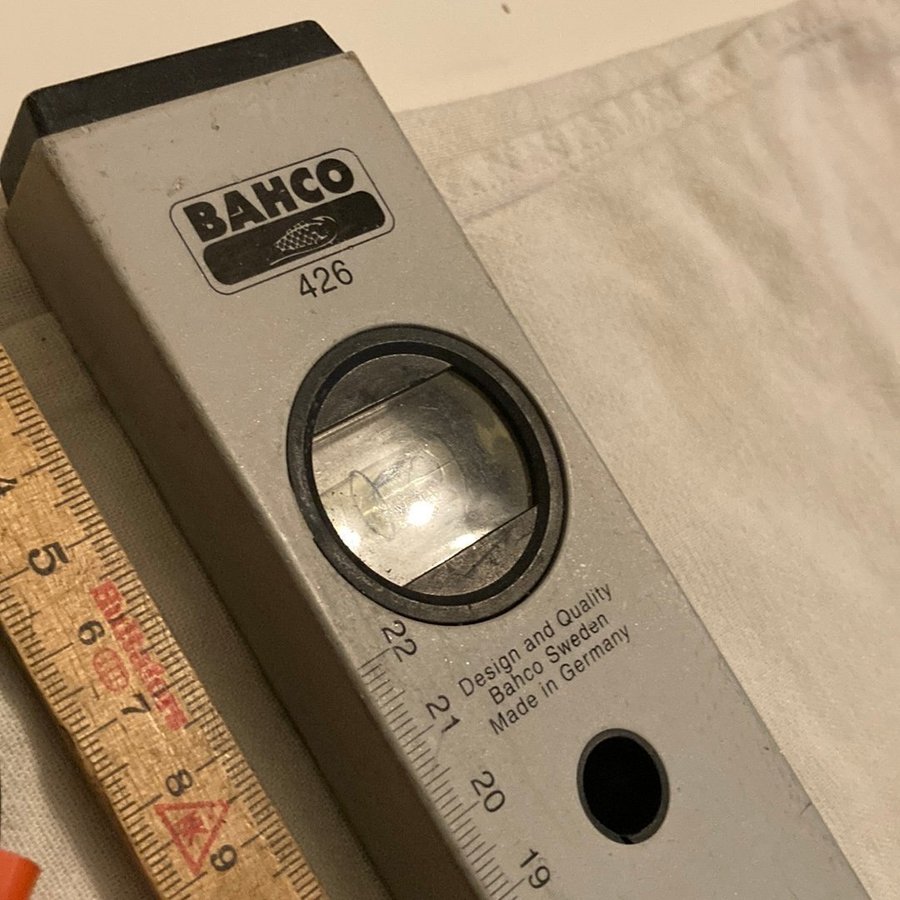 BAHCO
426
Design and Quality
Bahco Sweden
Made in Germany
22
21
20
19
4
5
6
7
8
9